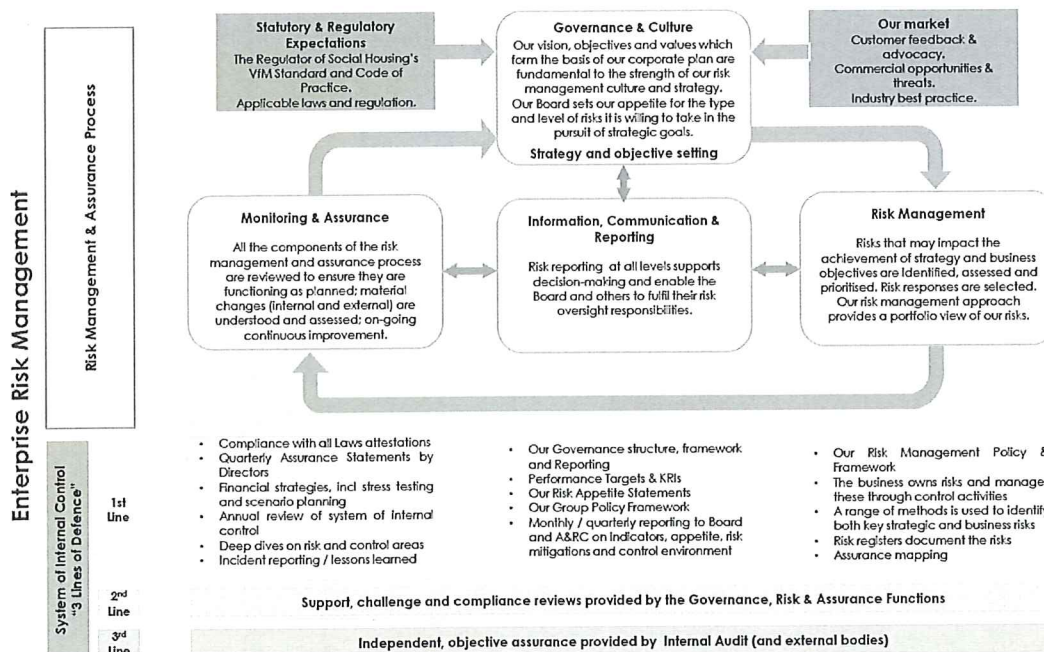 Enterprise Risk Management
Risk Management & Assurance Process
Statutory & Regulatory
Expectations
The Regulator of Social Housing's
VfM Standard and Code of
Practice.
Applicable laws and regulation.
Governance & Culture
Our vision, objectives and values which
form the basis of our corporate plan are
fundamental to the strength of our risk
management culture and strategy.
Our Board sets our appetite for the type
and level of risks it is willing to take in the
pursuit of strategic goals.
Strategy and objective setting
Our market
Customer feedback &
advocacy.
Commercial opportunities &
threats.
Industry best practice.
Monitoring & Assurance
All the components of the risk
management and assurance process
are reviewed to ensure they are
functioning as planned; material
changes (internal and external) are
understood and assessed; on-going
continuous improvement.
Information, Communication &
Reporting
Risk reporting at all levels supports
decision-making and enable the
Board and others to fulfil their risk
oversight responsibilities.
Risk Management
Risks that may impact the
achievement of strategy and business
objectives are identified, assessed and
prioritised. Risk responses are selected.
Our risk management approach
provides a portfolio view of our risks.
System of Internal Control
"3 Lines of Defence"
1st
Line
• Compliance with all Laws attestations
• Quarterly Assurance Statements by
Directors
• Financial strategies, incl stress testing
and scenario planning
• Annual review of system of internal
control
• Deep dives on risk and control areas
• Incident reporting / lessons learned
• Our Governance structure, framework
and Reporting
• Performance Targets & KRIs
• Our Risk Appetite Statements
• Our Group Policy Framework
• Monthly / quarterly reporting to Board
and A&RC on indicators, appetite, risk
mitigations and control environment
• Our Risk Management Policy &
Framework
• The business owns risks and manage
these through control activities
• A range of methods is used to identify
both key strategic and business risks
• Risk registers document the risks
• Assurance mapping
2nd
Line
Support, challenge and compliance reviews provided by the Governance, Risk & Assurance Functions
3rd
Line
Independent, objective assurance provided by Internal Audit (and external bodies)